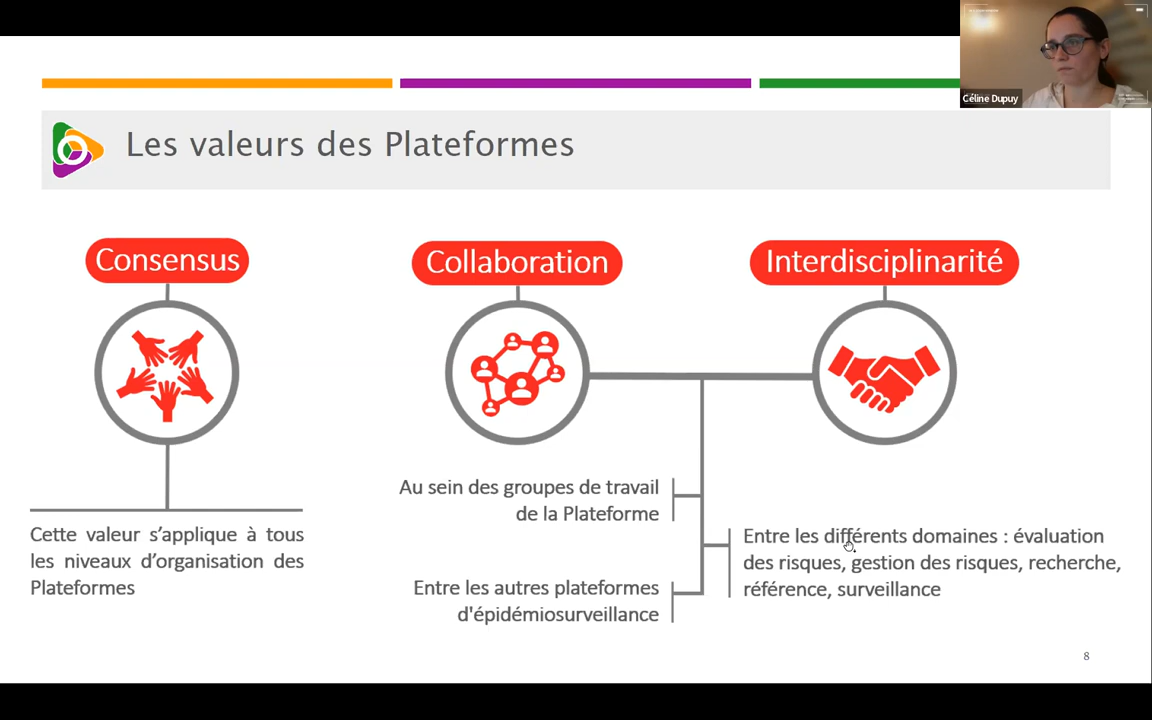 Céline Dupuy
Les valeurs des Plateformes
Consensus
Collaboration
Interdisciplinarité
Cette valeur s’applique à tous
les niveaux d’organisation des
Plateformes
Au sein des groupes de travail
de la Plateforme
Entre les autres plateformes
d'épidémiosurveillance
Entre les différents domaines : évaluation
des risques, gestion des risques, recherche,
référence, surveillance
8